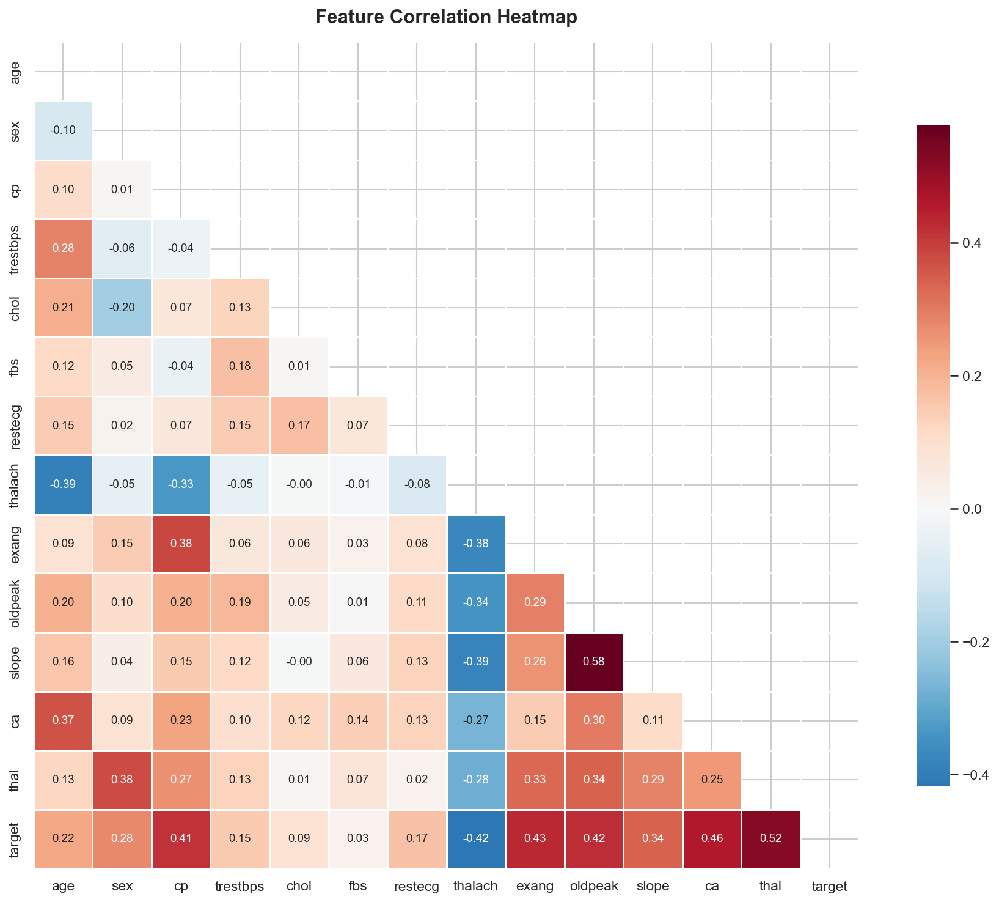 Feature Correlation Heatmap
age
sex -0.10
cp 0.10 0.01
trestbps 0.28 -0.06 -0.04
chol 0.21 -0.20 0.07 0.13
fbs 0.12 0.05 -0.04 0.18 0.01
restecg 0.15 0.02 0.07 0.15 0.17 0.07
thalach -0.39 -0.05 -0.33 -0.05 -0.00 -0.01 -0.08
exang 0.09 0.15 0.38 0.06 0.06 0.03 0.08 -0.38
oldpeak 0.20 0.10 0.20 0.19 0.05 0.01 0.11 -0.34 0.29
slope 0.16 0.04 0.15 0.12 -0.00 0.06 0.13 -0.39 0.26 0.58
ca 0.37 0.09 0.23 0.10 0.12 0.14 0.13 -0.27 0.15 0.30 0.11
thal 0.13 0.38 0.27 0.13 0.01 0.07 0.02 -0.28 0.33 0.34 0.29 0.25
target 0.22 0.28 0.41 0.15 0.09 0.03 0.17 -0.42 0.43 0.42 0.34 0.46 0.52
age sex cp trestbps chol fbs restecg thalach exang oldpeak slope ca thal target
0.4
0.2
0.0
−0.2
−0.4